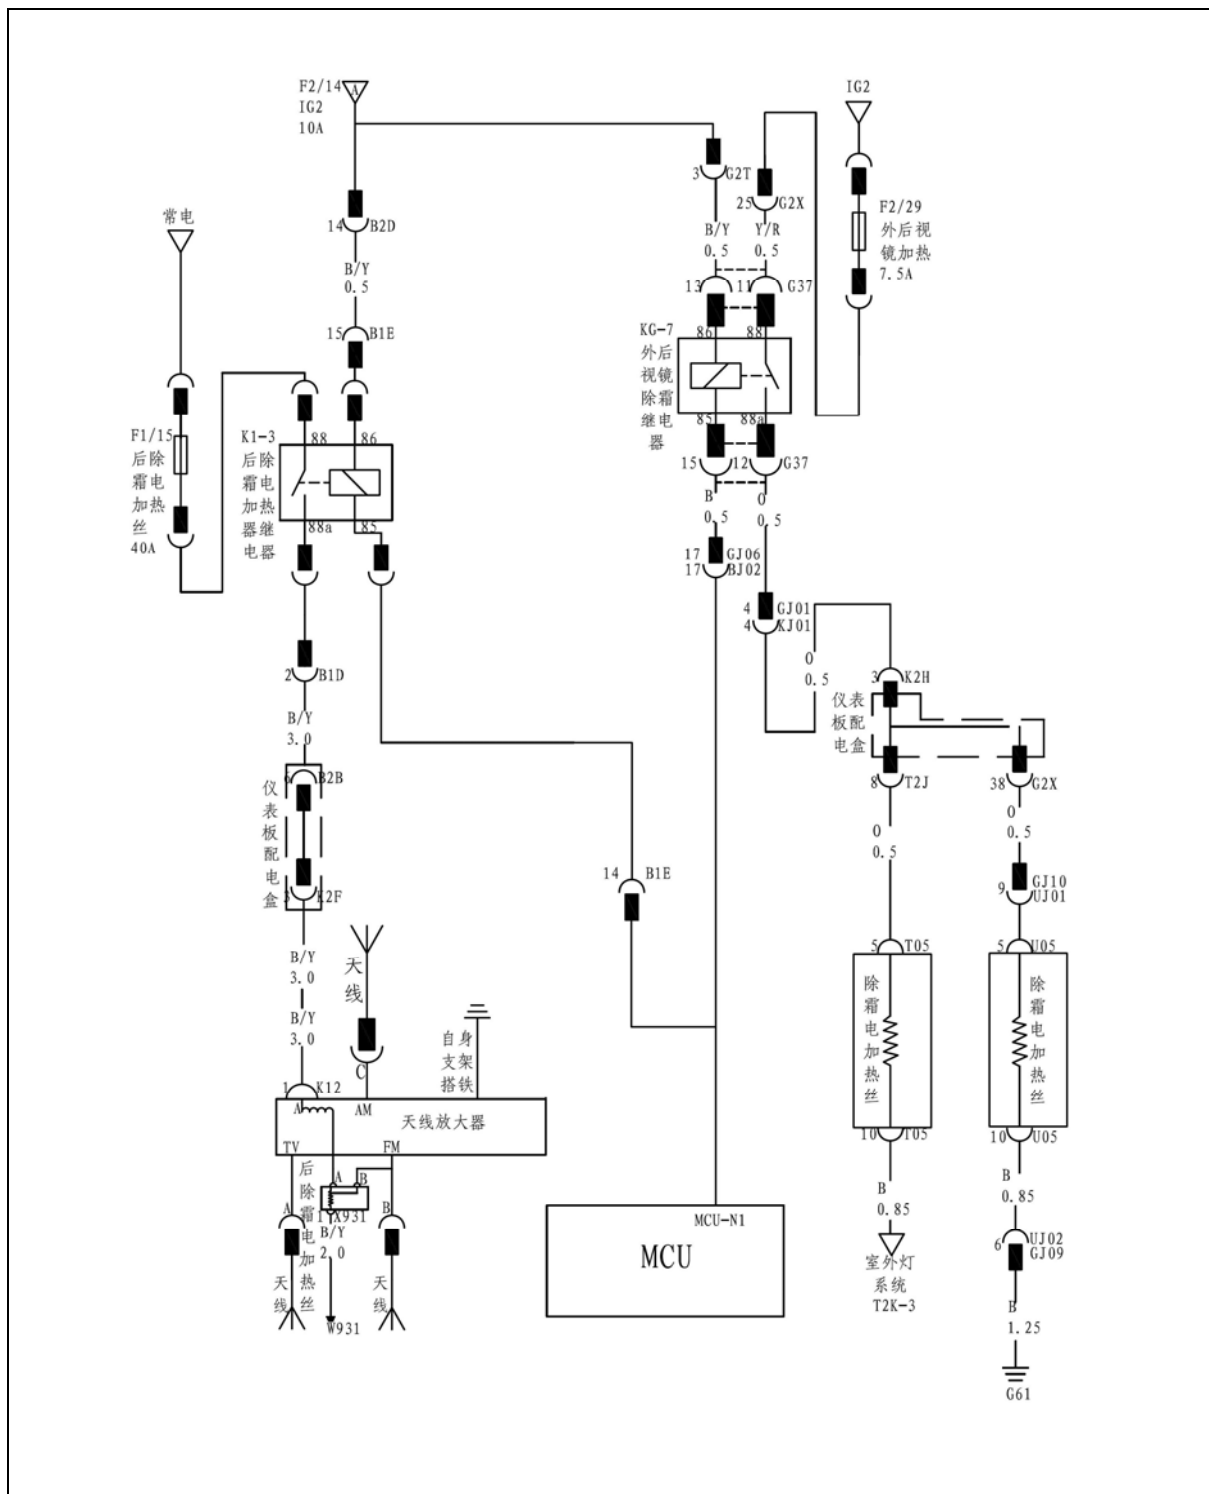 F2/14
IG2
10A
A
IG2
3
G2T
25
G2X
F2/29
外后视
镜加热
7.5A
常电
14
B2D
B/Y
0.5
B/Y
0.5
Y/R
0.5
13
11
G37
15
B1E
KG-7
外后
视镜
除霜
继电
器
86
88
85
88a
F1/15
后除
霜电
加热
丝
40A
K1-3
后除
霜电
加热
器继
电器
88
86
88a
85
15
12
G37
B
0.5
O
0.5
17
GJ06
17
BJ02
4
GJ01
4
KJ01
O
0.5
3
K2H
仪表
板配
电盒
8
T2J
38
G2X
2
B1D
B/Y
3.0
6
B2B
仪
表
板
配
电
盒
3
K2F
O
0.5
O
0.5
14
B1E
9
GJ10
UJ01
B/Y
3.0
B/Y
3.0
天
线
C
自身
支架
搭铁
5
T05
5
U05
除
霜
电
加
热
丝
除
霜
电
加
热
丝
10
T05
10
U05
1
K12
A
AM
天线放大器
TV
FM
后
除
霜
电
加
热
丝
A
B
1
X931
B/Y
2.0
W931
A
天
线
B
天
线
MCU-N1
MCU
B
0.85
室外灯
系统
T2K-3
B
0.85
6
UJ02
GJ09
B
1.25
G61